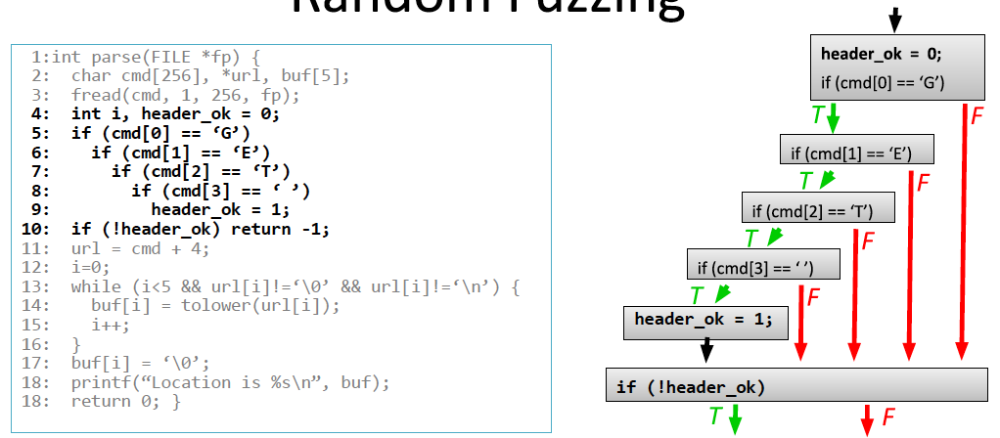 Random Fuzzing
1:int parse(FILE *fp) {
2:  char cmd[256], *url, buf[5];
3:  fread(cmd, 1, 256, fp);
4:  int i, header_ok = 0;
5:  if (cmd[0] == ‘G’)
6:    if (cmd[1] == ‘E’)
7:      if (cmd[2] == ‘T’)
8:        if (cmd[3] == ‘ ’)
9:          header_ok = 1;
10:  if (!header_ok) return -1;
11:  url = cmd + 4;
12:  i=0;
13:  while (i<5 && url[i]!=‘\0’ && url[i]!=‘\n’) {
14:    buf[i] = tolower(url[i]);
15:    i++;
16:  }
17:  buf[i] = ‘\0’;
18:  printf(“Location is %s\n”, buf);
18:  return 0; }
header_ok = 0;
if (cmd[0] == ‘G’)
T
F
if (cmd[1] == ‘E’)
T
F
if (cmd[2] == ‘T’)
T
F
if (cmd[3] == ‘ ’)
T
F
header_ok = 1;
if (!header_ok)
T
F